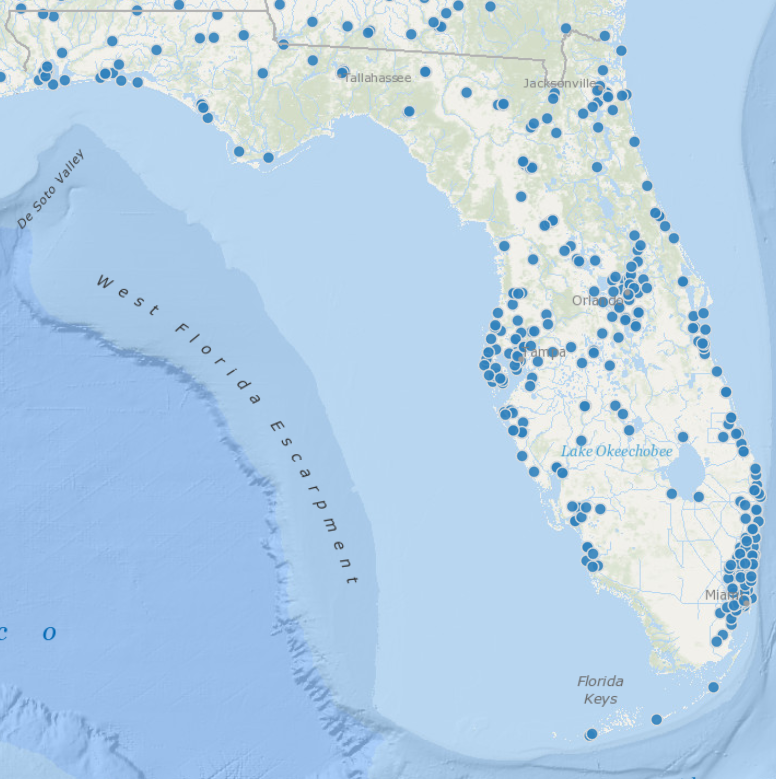 Tallahassee
Jacksonville
De Soto Valley
West Florida Escarpment
Orlando
Tampa
Lake Okeechobee
c o
Miami
Florida
Keys